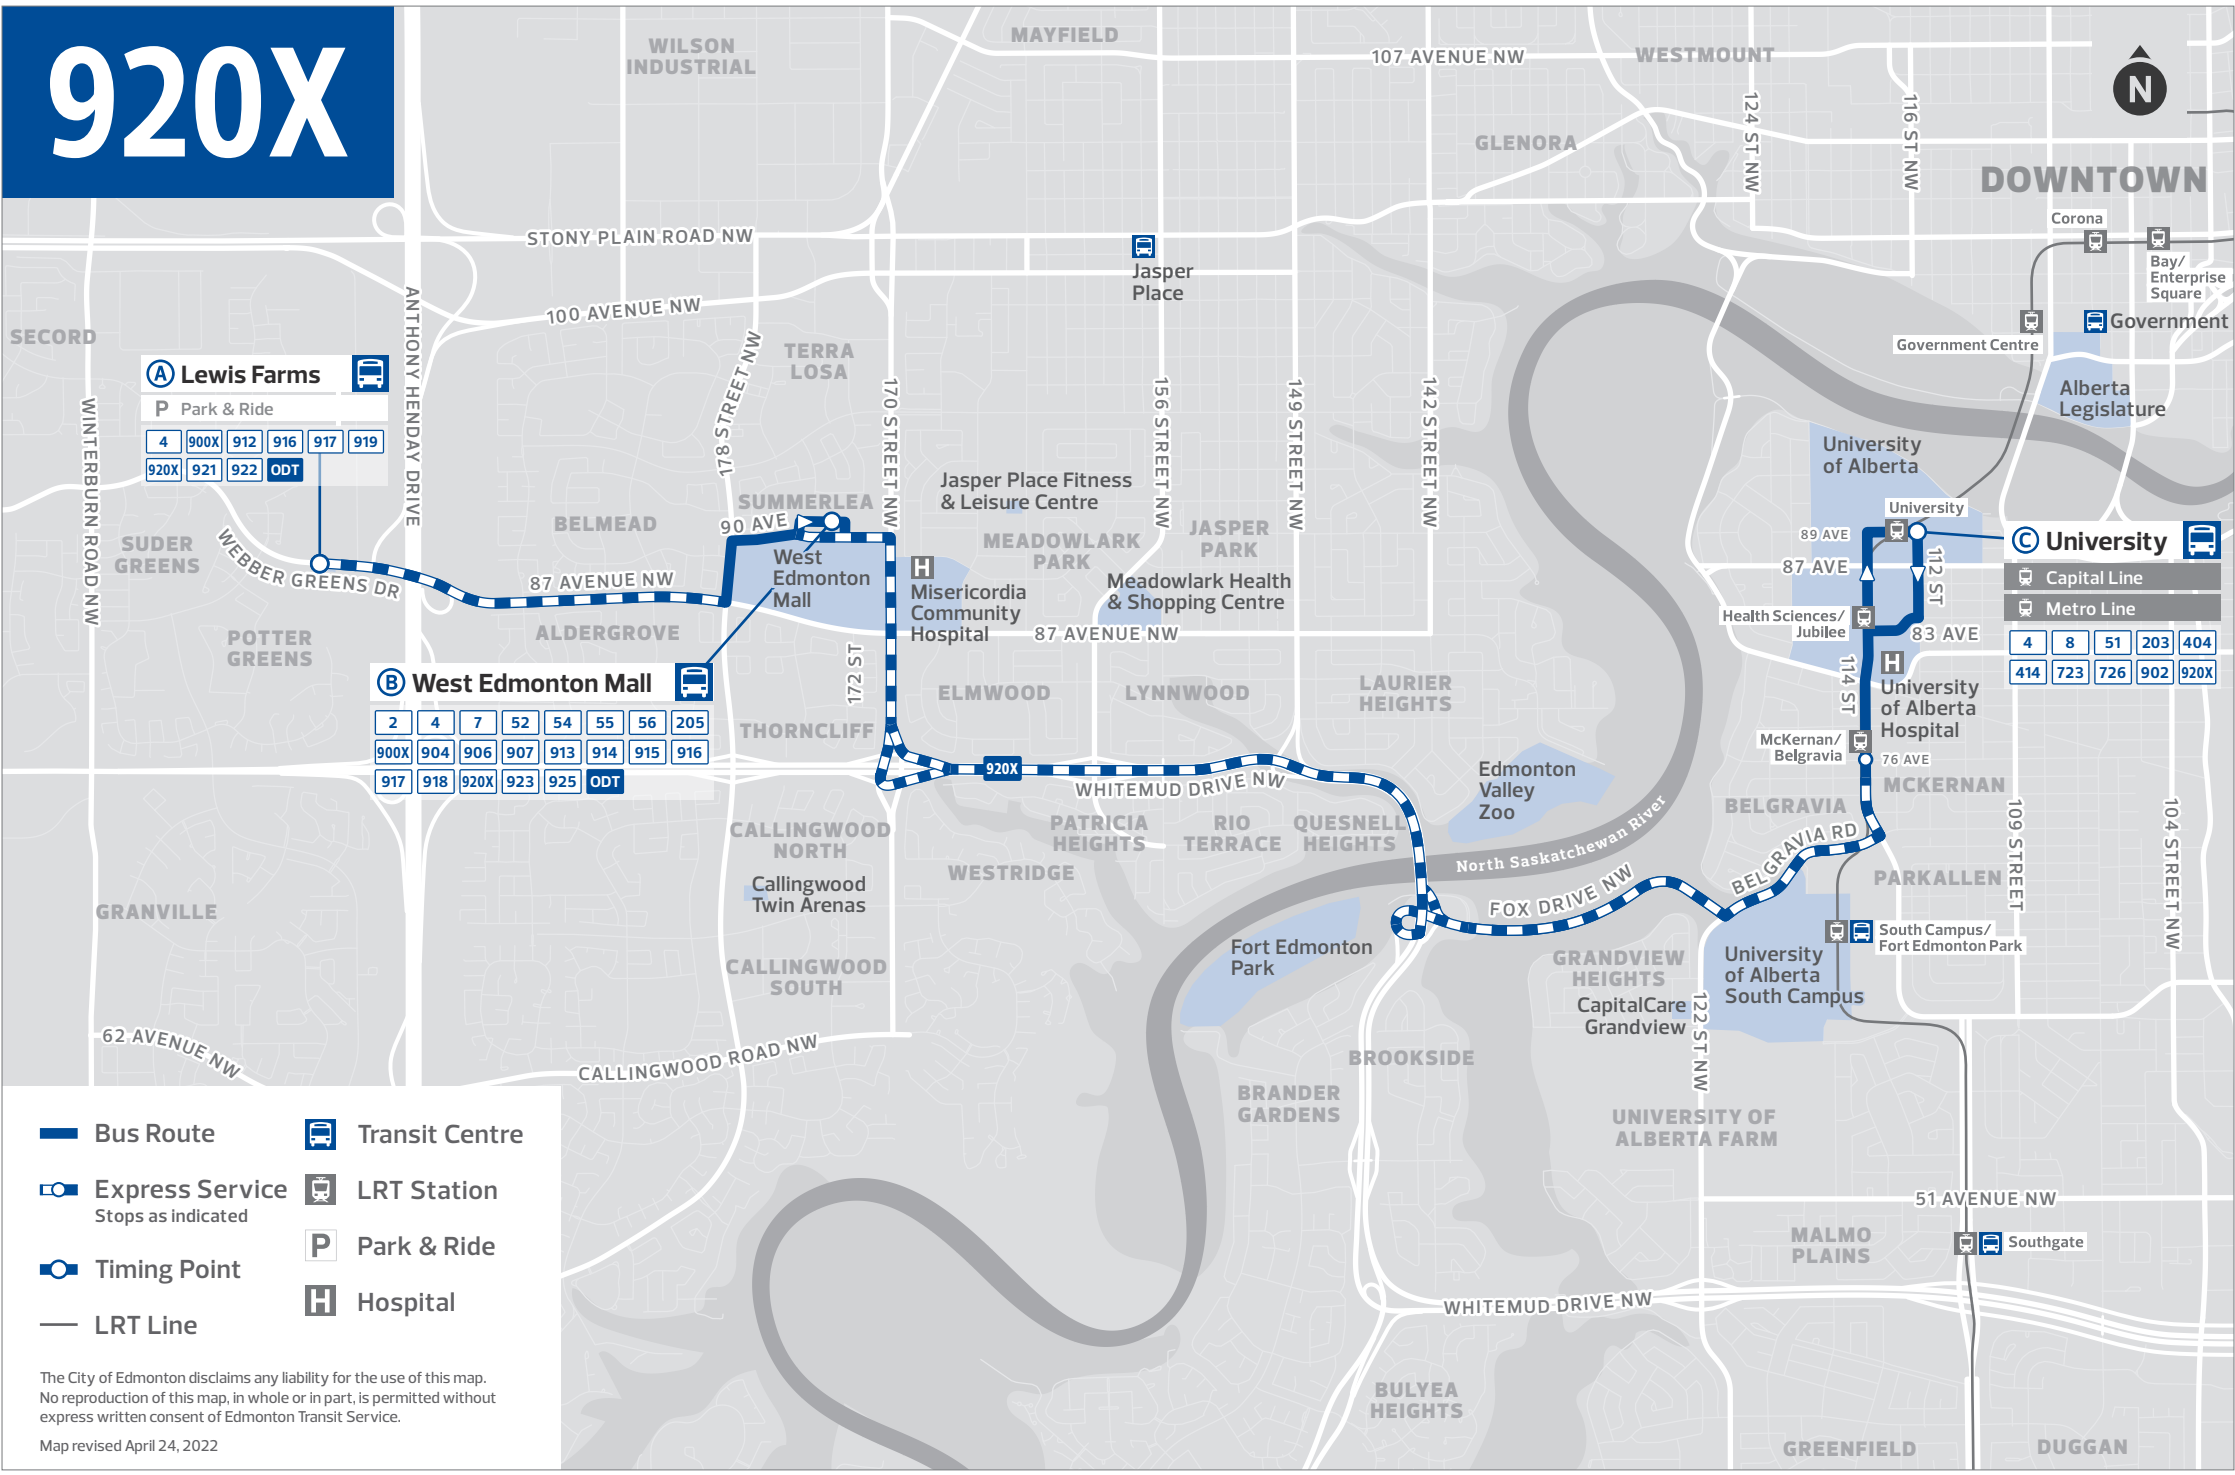 920X
WILSON
INDUSTRIAL
MAYFIELD
107 AVENUE NW
WESTMOUNT
GLENORA
124 ST NW
116 ST NW
N
DOWNTOWN
Corona
Bay/
Enterprise
Square
Government
Government Centre
Alberta
Legislature
STONY PLAIN ROAD NW
Jasper
Place
100 AVENUE NW
SECORD
ANTHONY HENDAY DRIVE
WINTERBURN ROAD NW
TERRA
LOSA
178 STREET NW
170 STREET NW
156 STREET NW
149 STREET NW
142 STREET NW
A Lewis Farms
P Park & Ride
4 900X 912 916 917 919
920X 921 922 ODT
University
of Alberta
Jasper Place Fitness
& Leisure Centre
SUMMERLEA
90 AVE
BELMEAD
SUDER
GREENS
WEBBER GREENS DR
87 AVENUE NW
ALDERGROVE
POTTER
GREENS
West
Edmonton
Mall
H
Misericordia
Community
Hospital
MEADOWLARK
PARK
JASPER
PARK
Meadowlark Health
& Shopping Centre
87 AVENUE NW
University
89 AVE
87 AVE
112 ST
C University
Capital Line
Metro Line
4 8 51 203 404
414 723 726 902 920X
Health Sciences/
Jubilee
83 AVE
114 ST
H
University
of Alberta
Hospital
McKernan/
Belgravia
76 AVE
MCKERNAN
BELGRAVIA
B West Edmonton Mall
2 4 7 52 54 55 56 205
900X 904 906 907 913 914 915 916
917 918 920X 923 925 ODT
172 ST
THORNCLIFF
ELMWOOD
LYNNWOOD
LAURIER
HEIGHTS
920X
WHITEMUD DRIVE NW
Edmonton
Valley
Zoo
North Saskatchewan River
CALLINGWOOD
NORTH
PATRICIA
HEIGHTS
RIO
TERRACE
QUESNELL
HEIGHTS
WESTRIDGE
Callingwood
Twin Arenas
GRANVILLE
BELGRAVIA RD
FOX DRIVE NW
PARKALLEN
109 STREET
104 STREET NW
South Campus/
Fort Edmonton Park
Fort Edmonton
Park
CALLINGWOOD
SOUTH
GRANDVIEW
HEIGHTS
CapitalCare
Grandview
University
of Alberta
South Campus
122 ST NW
62 AVENUE NW
CALLINGWOOD ROAD NW
BROOKSIDE
BRANDER
GARDENS
UNIVERSITY OF
ALBERTA FARM
51 AVENUE NW
MALMO
PLAINS
Southgate
WHITEMUD DRIVE NW
BULYEA
HEIGHTS
GREENFIELD
DUGGAN
Bus Route
Express Service
Stops as indicated
Timing Point
LRT Line
Transit Centre
LRT Station
P Park & Ride
H Hospital
The City of Edmonton disclaims any liability for the use of this map.
No reproduction of this map, in whole or in part, is permitted without
express written consent of Edmonton Transit Service.
Map revised April 24, 2022